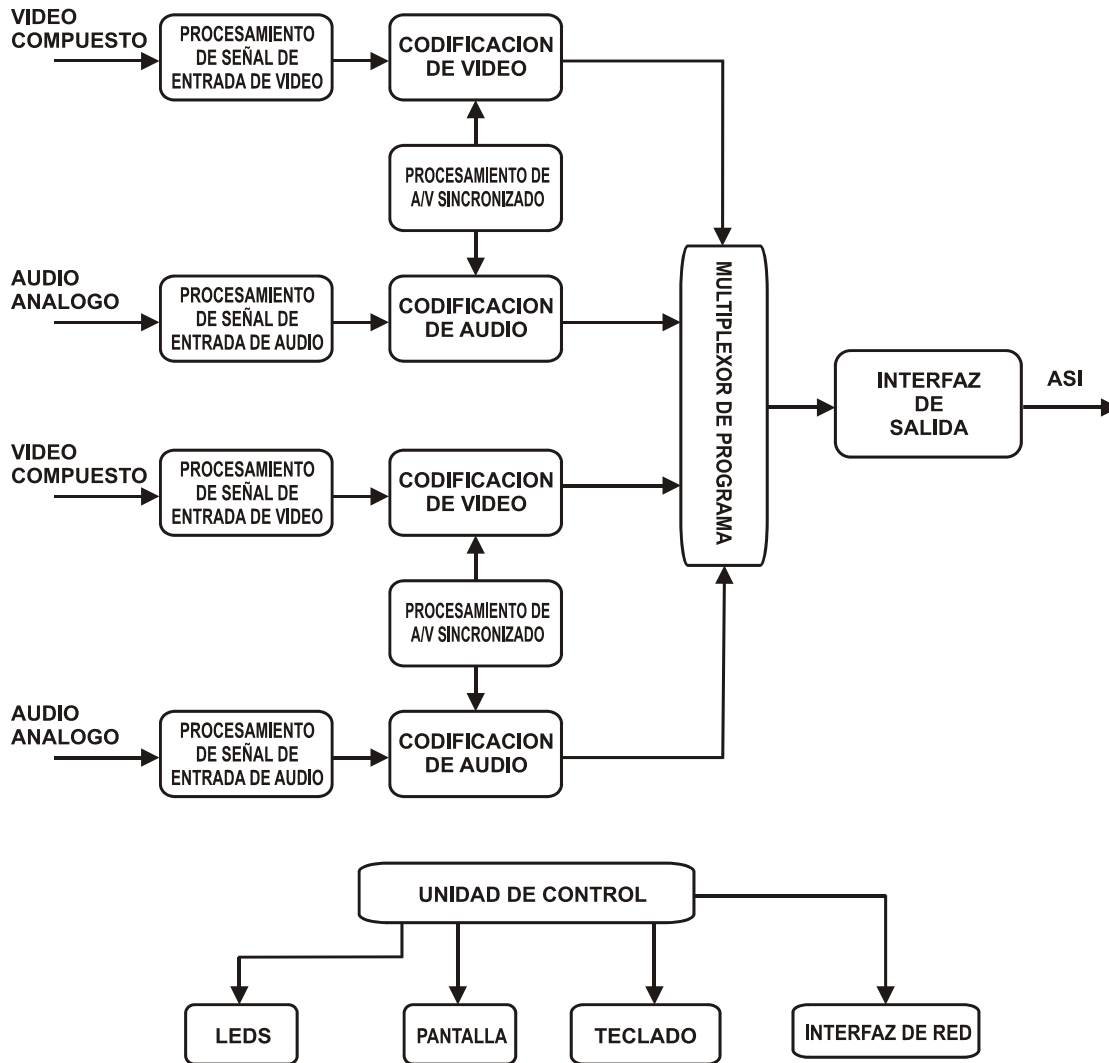 VIDEO
COMPUESTO
PROCESAMIENTO
DE SEÑAL DE
ENTRADA DE VIDEO
CODIFICACION
DE VIDEO
PROCESAMIENTO DE
A/V SINCRONIZADO
AUDIO
ANALOGO
PROCESAMIENTO
DE SEÑAL DE
ENTRADA DE AUDIO
CODIFICACION
DE AUDIO
MULTIPLEXOR DE PROGRAMA
INTERFAZ
DE
SALIDA
ASI
VIDEO
COMPUESTO
PROCESAMIENTO
DE SEÑAL DE
ENTRADA DE VIDEO
CODIFICACION
DE VIDEO
PROCESAMIENTO DE
A/V SINCRONIZADO
AUDIO
ANALOGO
PROCESAMIENTO
DE SEÑAL DE
ENTRADA DE AUDIO
CODIFICACION
DE AUDIO
UNIDAD DE CONTROL
LEDS
PANTALLA
TECLADO
INTERFAZ DE RED